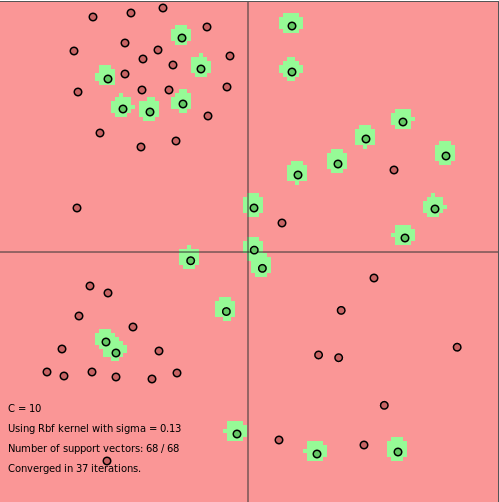 C = 10
Using Rbf kernel with sigma = 0.13
Number of support vectors: 68 / 68
Converged in 37 iterations.